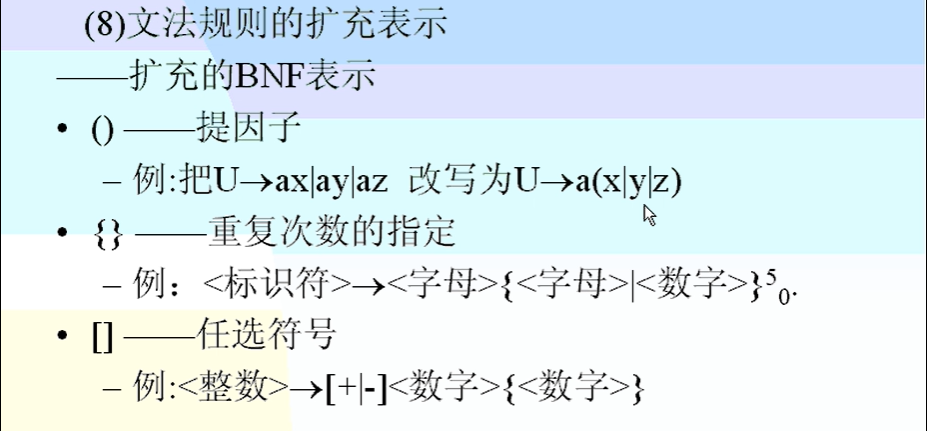 (8)文法规则的扩充表示
——扩充的BNF表示
• () ——提因子
– 例:把U→ax|ay|az 改写为U→a(x|y|z)
• {} ——重复次数的指定
– 例：<标识符>→<字母>{<字母>|<数字>}⁵₀.
• [] ——任选符号
– 例:<整数>→[+|-]<数字>{<数字>}